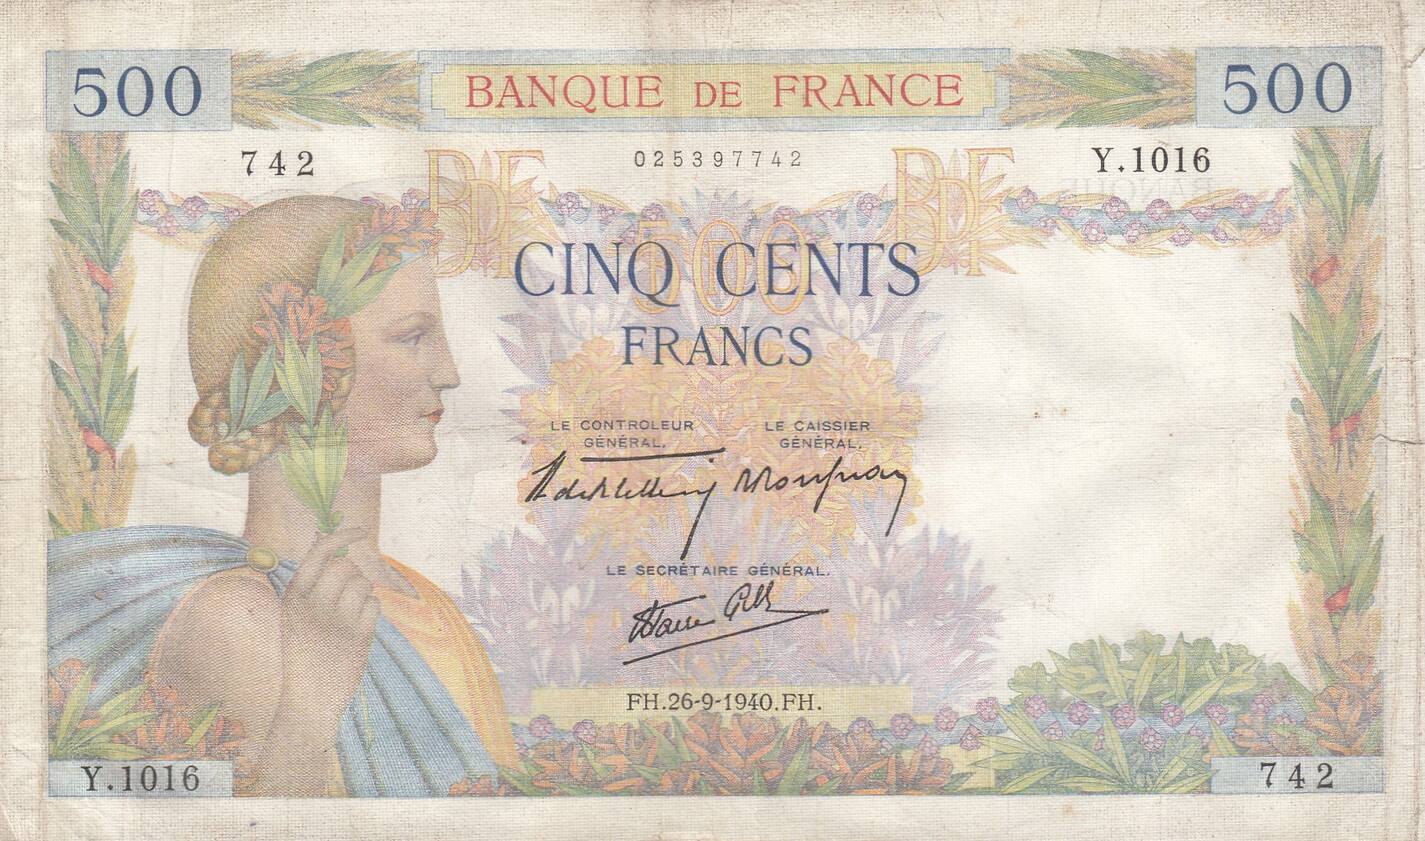 500 BANQUE DE FRANCE 500
742 025397742 Y.1016
CINQ CENTS
FRANCS
LE CONTROLEUR
GÉNÉRAL.
LE CAISSIER
GÉNÉRAL.
LE SECRÉTAIRE GÉNÉRAL.
FH.26-9-1940.FH.
Y.1016 742